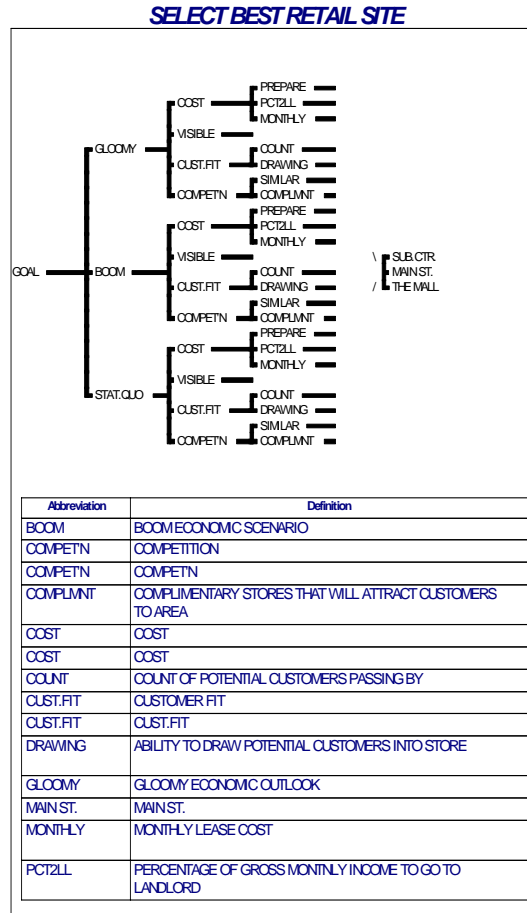 SELECT BEST RETAIL SITE
PREPARE
COST PCT2LL
MONTHLY
VISIBLE
GLOOMY COUNT
CUST.FIT DRAWING
SIMILAR
COMPET'N COMPLMNT
PREPARE
COST PCT2LL
MONTHLY
VISIBLE \ SUB.CTR.
GOAL BOOM COUNT MAIN ST.
CUST.FIT DRAWING / THE MALL
SIMILAR
COMPET'N COMPLMNT
PREPARE
COST PCT2LL
MONTHLY
VISIBLE
STAT.QUO COUNT
CUST.FIT DRAWING
SIMILAR
COMPET'N COMPLMNT
Abbreviation Definition
BOOM BOOM ECONOMIC SCENARIO
COMPET'N COMPETITION
COMPET'N COMPET'N
COMPLMNT COMPLIMENTARY STORES THAT WILL ATTRACT CUSTOMERS
TO AREA
COST COST
COST COST
COUNT COUNT OF POTENTIAL CUSTOMERS PASSING BY
CUST.FIT CUSTOMER FIT
CUST.FIT CUST.FIT
DRAWING ABILITY TO DRAW POTENTIAL CUSTOMERS INTO STORE
GLOOMY GLOOMY ECONOMIC OUTLOOK
MAIN ST. MAIN ST.
MONTHLY MONTHLY LEASE COST
PCT2LL PERCENTAGE OF GROSS MONTNLY INCOME TO GO TO
LANDLORD